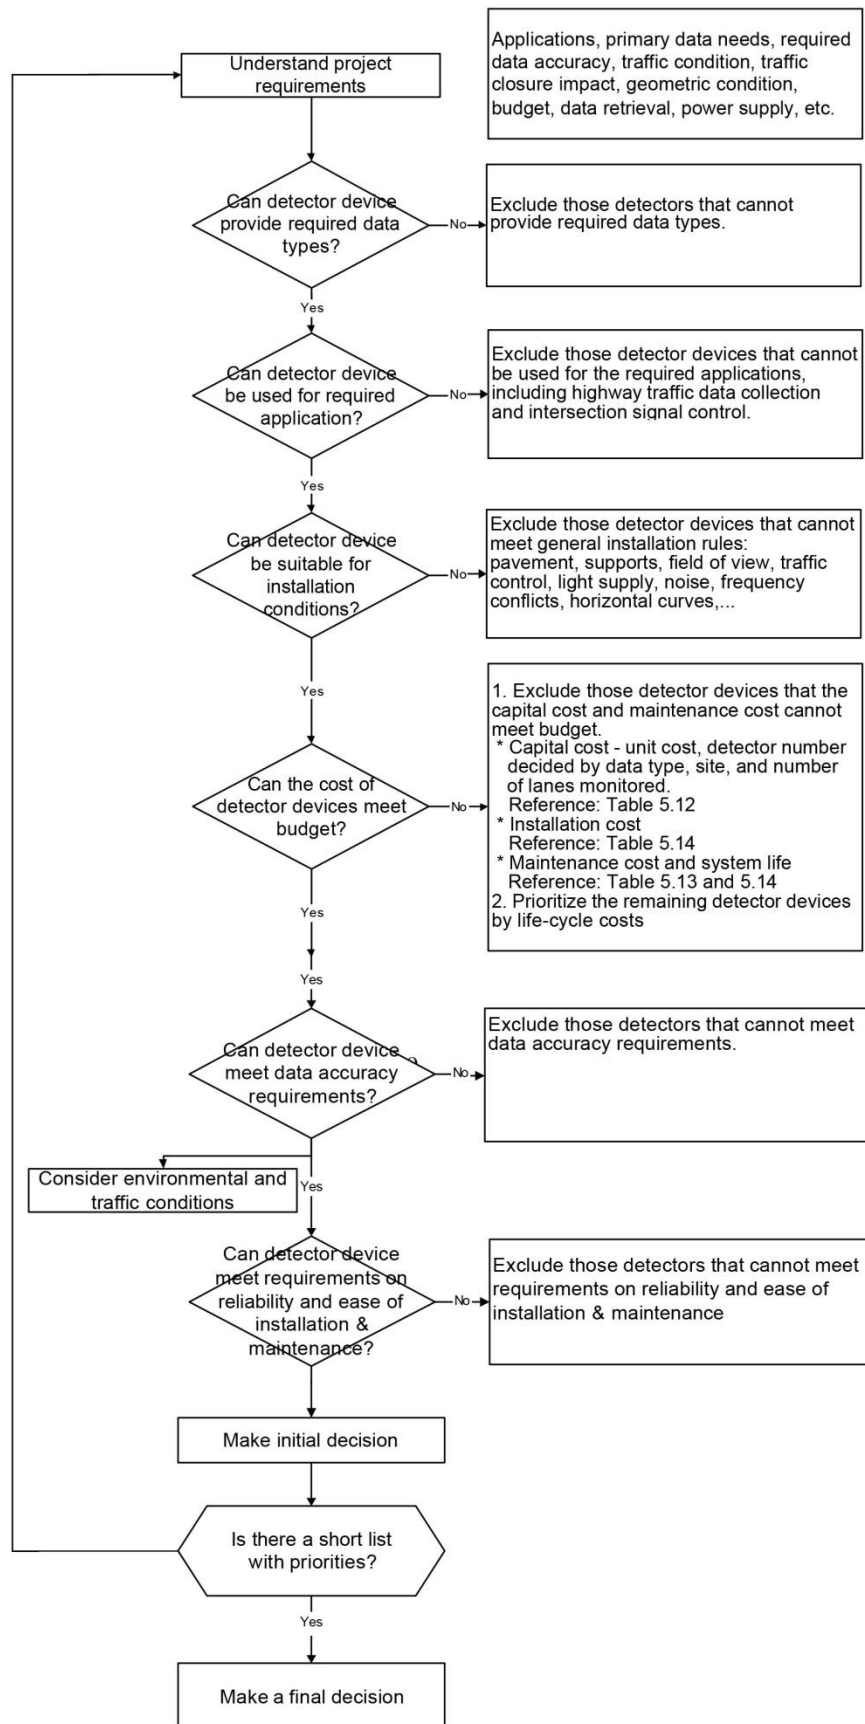 Understand project
requirements
Applications, primary data needs, required
data accuracy, traffic condition, traffic
closure impact, geometric condition,
budget, data retrieval, power supply, etc.
Can detector device
provide required data
types?
No
Exclude those detectors that cannot
provide required data types.
Yes
Can detector device
be used for required
application?
No
Exclude those detector devices that cannot
be used for the required applications,
including highway traffic data collection
and intersection signal control.
Yes
Can detector device
be suitable for
installation
conditions?
No
Exclude those detector devices that cannot
meet general installation rules:
pavement, supports, field of view, traffic
control, light supply, noise, frequency
conflicts, horizontal curves,...
Yes
Can the cost of
detector devices meet
budget?
No
1. Exclude those detector devices that the
capital cost and maintenance cost cannot
meet budget.
* Capital cost - unit cost, detector number
decided by data type, site, and number
of lanes monitored.
Reference: Table 5.12
* Installation cost
Reference: Table 5.14
* Maintenance cost and system life
Reference: Table 5.13 and 5.14
2. Prioritize the remaining detector devices
by life-cycle costs
Yes
Yes
Can detector device
meet data accuracy
requirements?
No
Exclude those detectors that cannot meet
data accuracy requirements.
Consider environmental and
traffic conditions
Yes
Can detector device
meet requirements on
reliability and ease of
installation &
maintenance?
No
Exclude those detectors that cannot meet
requirements on reliability and ease of
installation & maintenance
Make initial decision
Is there a short list
with priorities?
Yes
Make a final decision